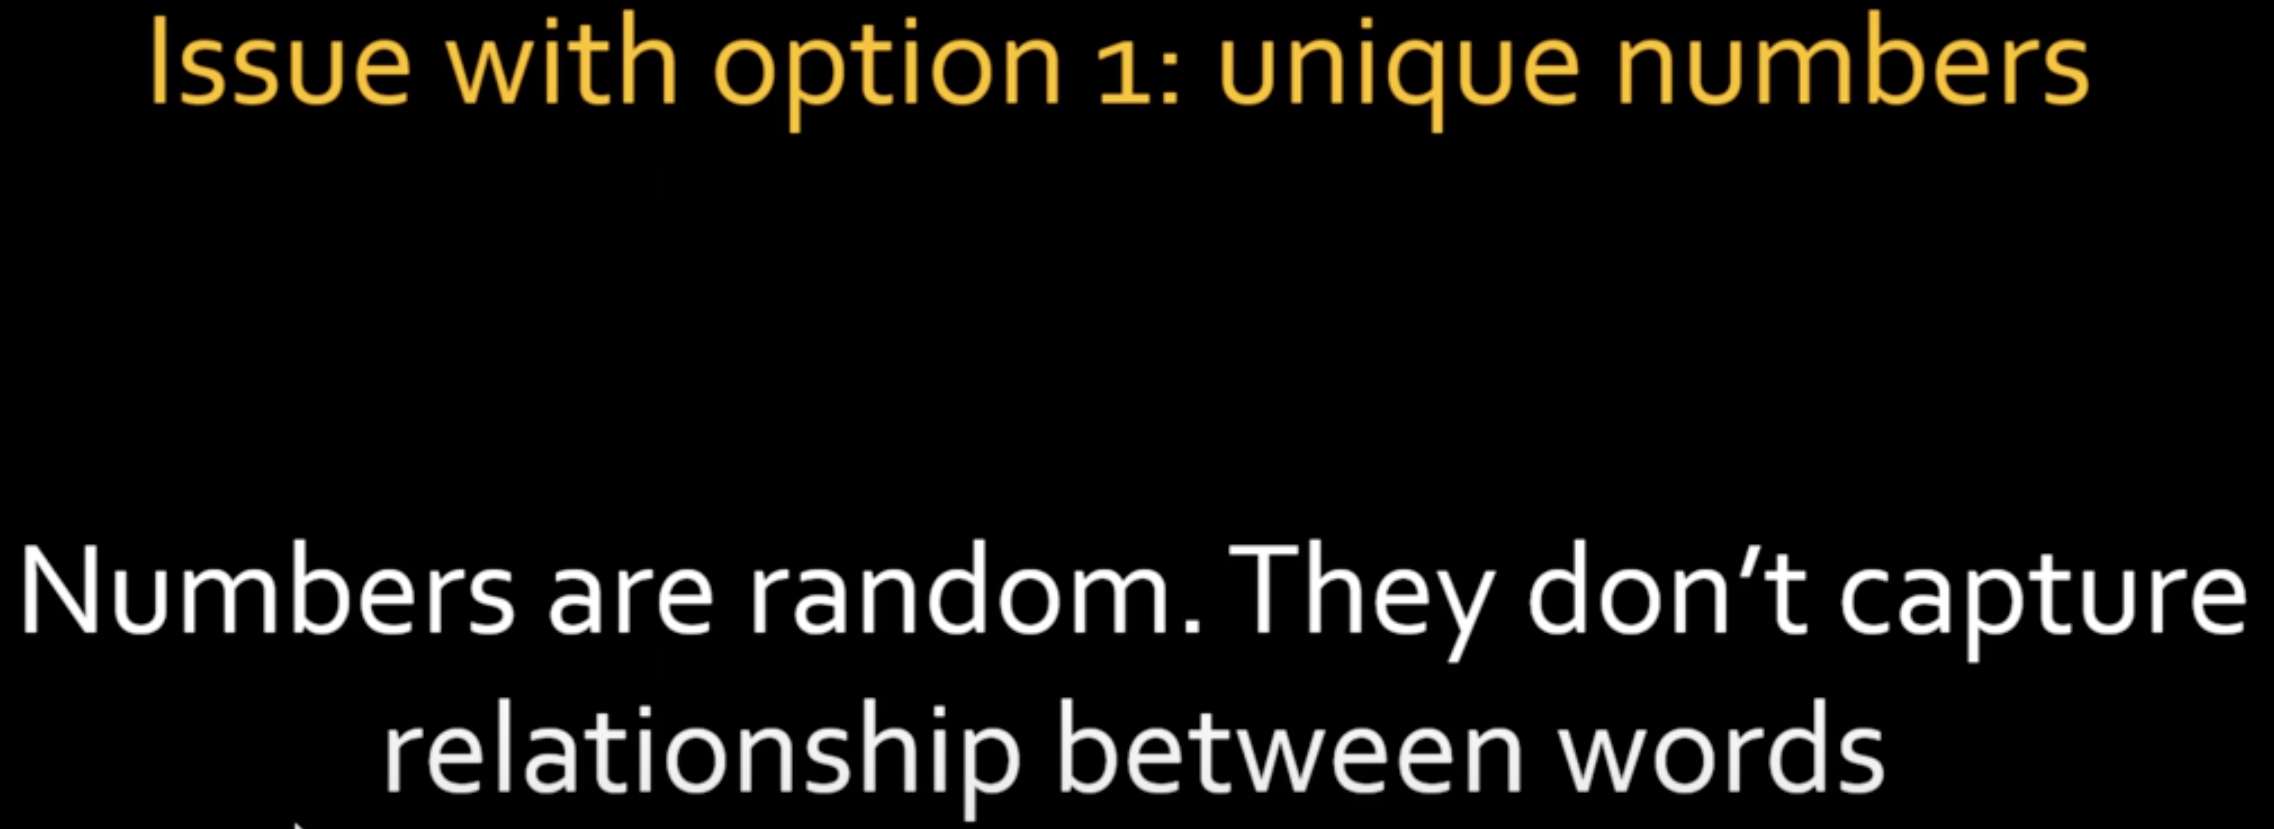 Issue with option 1: unique numbers
Numbers are random. They don’t capture
relationship between words